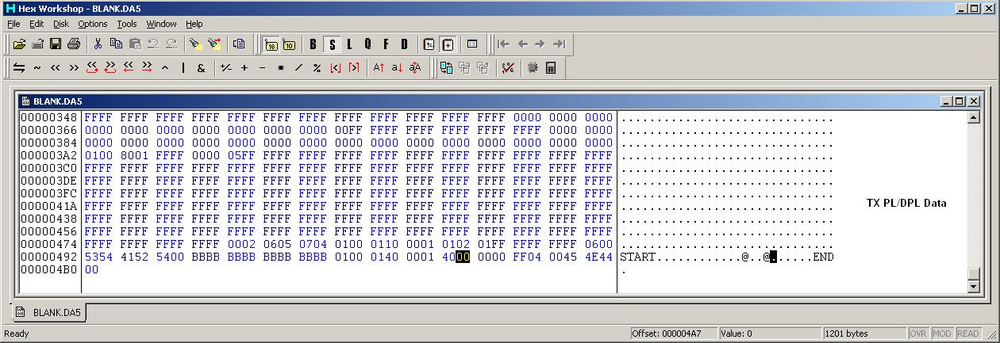 Hex Workshop - BLANK.DA5
File Edit Disk Options Tools Window Help
16 10 B S L Q F D
BLANK.DA5
00000348 FFFF FFFF FFFF FFFF FFFF FFFF FFFF FFFF FFFF FFFF FFFF FFFF 0000 0000 0000 ..............................
00000366 0000 0000 0000 0000 0000 0000 0000 00FF FFFF FFFF FFFF FFFF FFFF 0000 0000 ..............................
00000384 0000 0000 0000 0000 0000 0000 0000 0000 0000 0000 0000 0000 0000 0000 0000 ..............................
000003A2 0100 8001 FFFF 0000 05FF FFFF FFFF FFFF FFFF FFFF FFFF FFFF FFFF FFFF FFFF ..............................
000003C0 FFFF FFFF FFFF FFFF FFFF FFFF FFFF FFFF FFFF FFFF FFFF FFFF FFFF FFFF FFFF ..............................
000003DE FFFF FFFF FFFF FFFF FFFF FFFF FFFF FFFF FFFF FFFF FFFF FFFF FFFF FFFF FFFF ..............................
000003FC FFFF FFFF FFFF FFFF FFFF FFFF FFFF FFFF FFFF FFFF FFFF FFFF FFFF FFFF FFFF ..............................
0000041A FFFF FFFF FFFF FFFF FFFF FFFF FFFF FFFF FFFF FFFF FFFF FFFF FFFF FFFF FFFF ..............................
TX PL/DPL Data
00000438 FFFF FFFF FFFF FFFF FFFF FFFF FFFF FFFF FFFF FFFF FFFF FFFF FFFF FFFF FFFF ..............................
00000456 FFFF FFFF FFFF FFFF FFFF FFFF FFFF FFFF FFFF FFFF FFFF FFFF FFFF FFFF FFFF ..............................
00000474 FFFF FFFF FFFF FFFF 0002 0605 0704 0100 0110 0001 0102 01FF FFFF FFFF 0600 ..............................
00000492 5354 4152 5400 BBBB BBBB BBBB BBBB 0100 0140 0001 4000 0000 FF04 0045 4E44 START............@..@......END
000004B0 00 .
BLANK.DA5
Ready Offset: 000004A7 Value: 0 1201 bytes OVR MOD READ